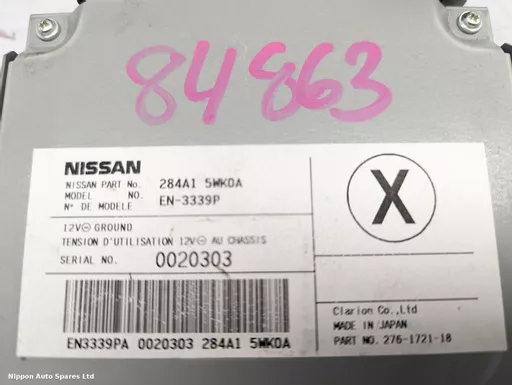 84863
NISSAN
NISSAN PART No. 284A1 5WK0A
MODEL NO. EN-3339P
N° DE MODELE
12V⊖ GROUND
TENSION D'UTILISATION 12V⊖ AU CHASSIS
SERIAL NO. 0020303
EN3339PA 0020303 284A1 5WK0A
X
Clarion Co.,Ltd
MADE IN JAPAN
PART NO. 276-1721-18
Nippon Auto Spares Ltd